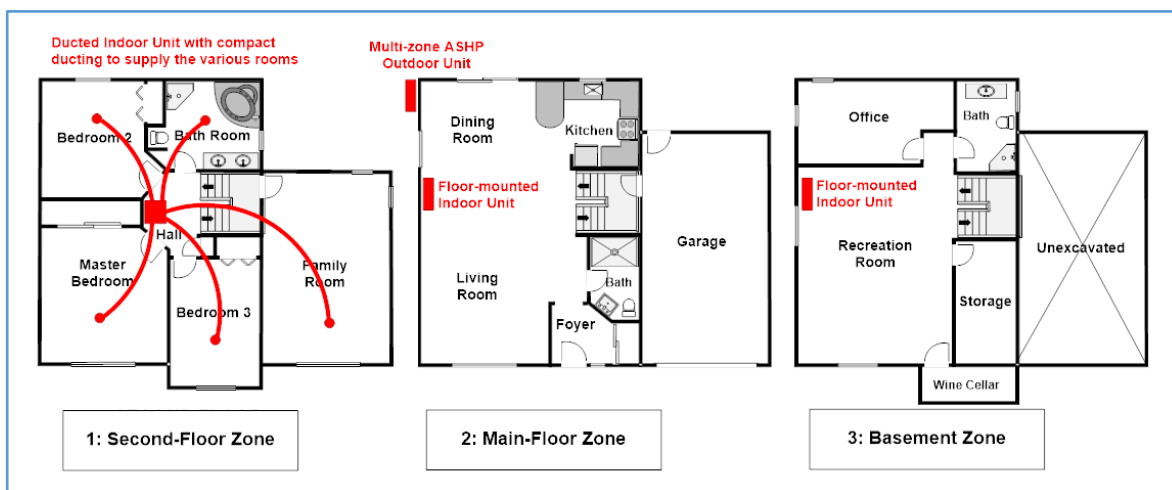 Ducted Indoor Unit with compact
ducting to supply the various rooms
Bedroom 2
Bath Room
Hall
Master
Bedroom
Bedroom 3
Family
Room
1: Second-Floor Zone
Multi-zone ASHP
Outdoor Unit
Dining
Room
Kitchen
Floor-mounted
Indoor Unit
Living
Room
Bath
Foyer
Garage
2: Main-Floor Zone
Office
Bath
Floor-mounted
Indoor Unit
Recreation
Room
Storage
Unexcavated
Wine Cellar
3: Basement Zone